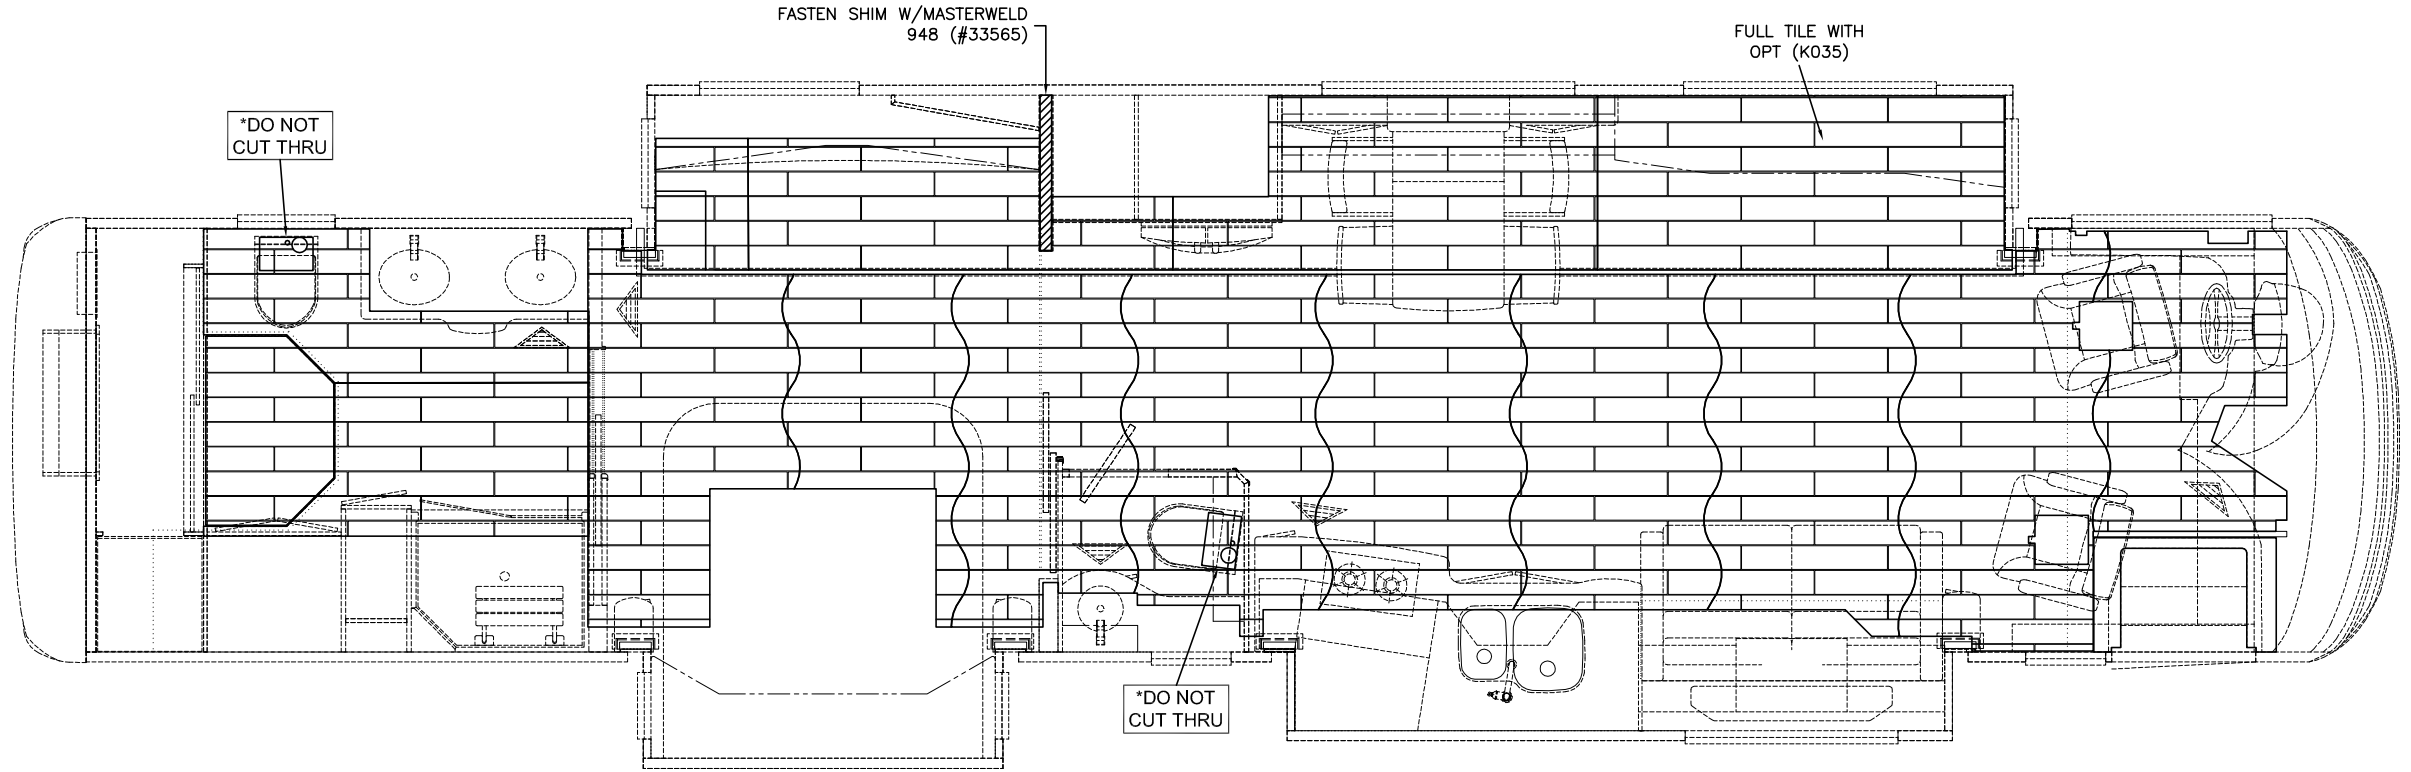 FASTEN SHIM W/MASTERWELD
948 (#33565)
FULL TILE WITH
OPT (K035)
*DO NOT
CUT THRU
*DO NOT
CUT THRU